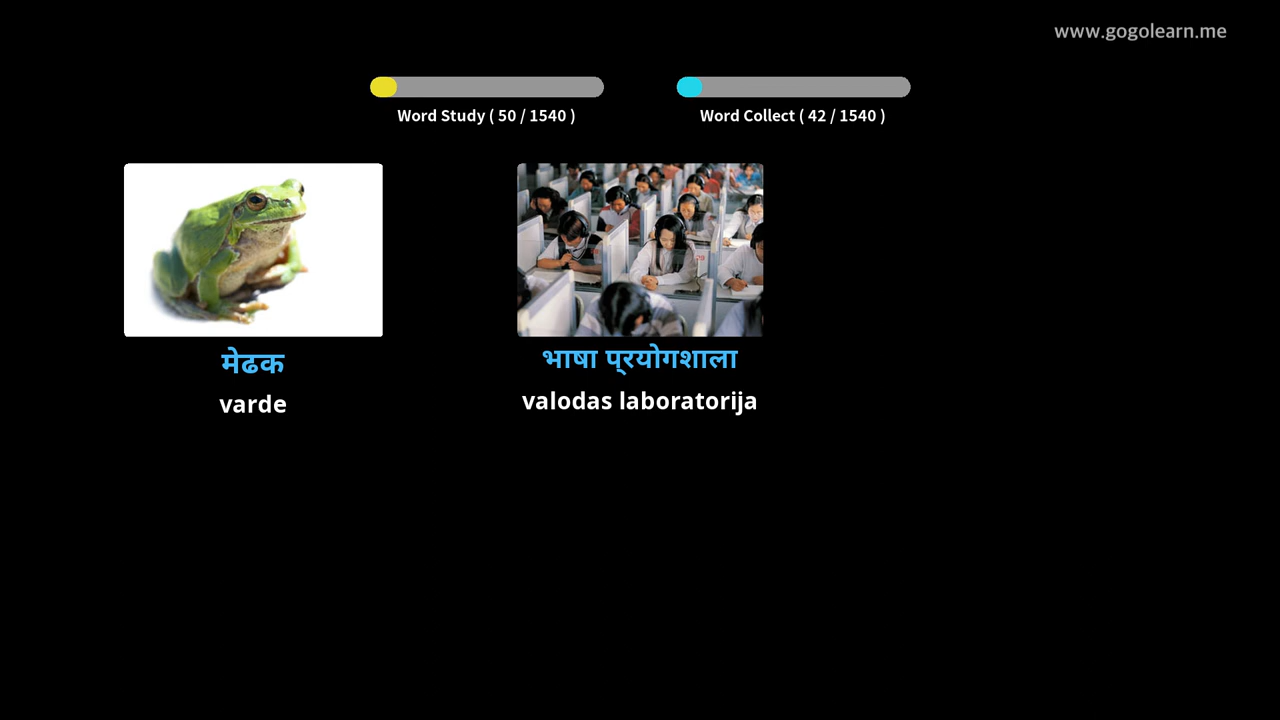 www.gogolearn.me
Word Study ( 50 / 1540 )
Word Collect ( 42 / 1540 )
मेढक
varde
भाषा प्रयोगशाला
valodas laboratorija